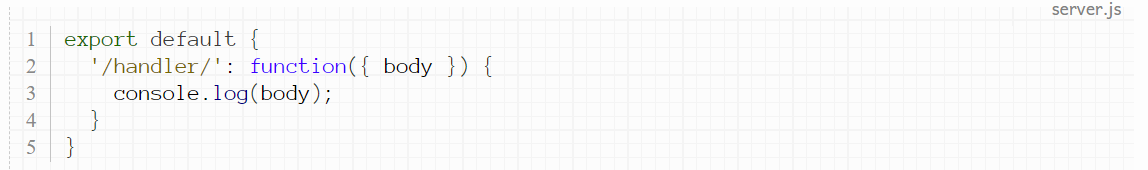 server.js
1 export default {
2   '/handler/': function({ body }) {
3     console.log(body);
4   }
5 }